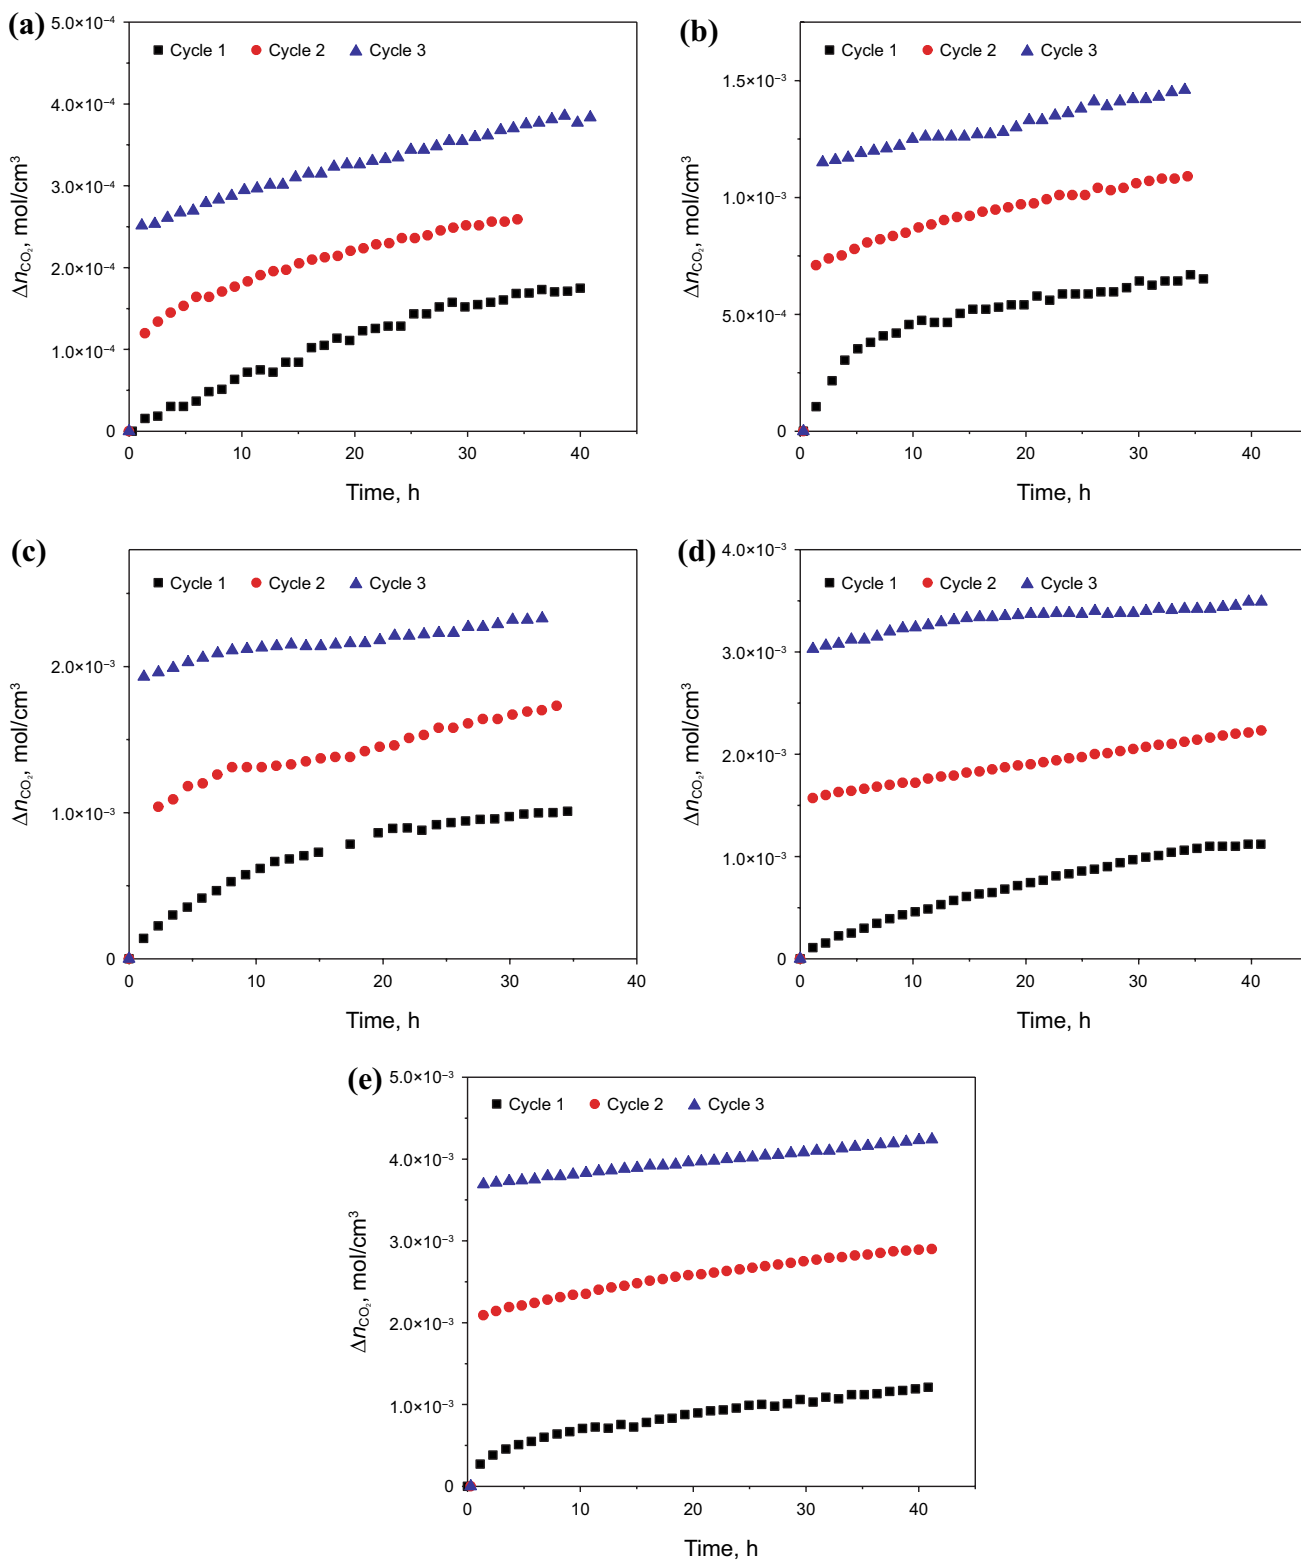 (a)
5.0×10⁻⁴
Cycle 1 Cycle 2 Cycle 3
4.0×10⁻⁴
3.0×10⁻⁴
2.0×10⁻⁴
1.0×10⁻⁴
0
ΔnCO₂, mol/cm³
0 10 20 30 40
Time, h
(b)
Cycle 1 Cycle 2 Cycle 3
1.5×10⁻³
1.0×10⁻³
5.0×10⁻⁴
0
ΔnCO₂, mol/cm³
0 10 20 30 40
Time, h
(c)
Cycle 1 Cycle 2 Cycle 3
2.0×10⁻³
1.0×10⁻³
0
ΔnCO₂, mol/cm³
0 10 20 30 40
Time, h
(d)
4.0×10⁻³
Cycle 1 Cycle 2 Cycle 3
3.0×10⁻³
2.0×10⁻³
1.0×10⁻³
0
ΔnCO₂, mol/cm³
0 10 20 30 40
Time, h
(e)
5.0×10⁻³
Cycle 1 Cycle 2 Cycle 3
4.0×10⁻³
3.0×10⁻³
2.0×10⁻³
1.0×10⁻³
0
ΔnCO₂, mol/cm³
0 10 20 30 40
Time, h